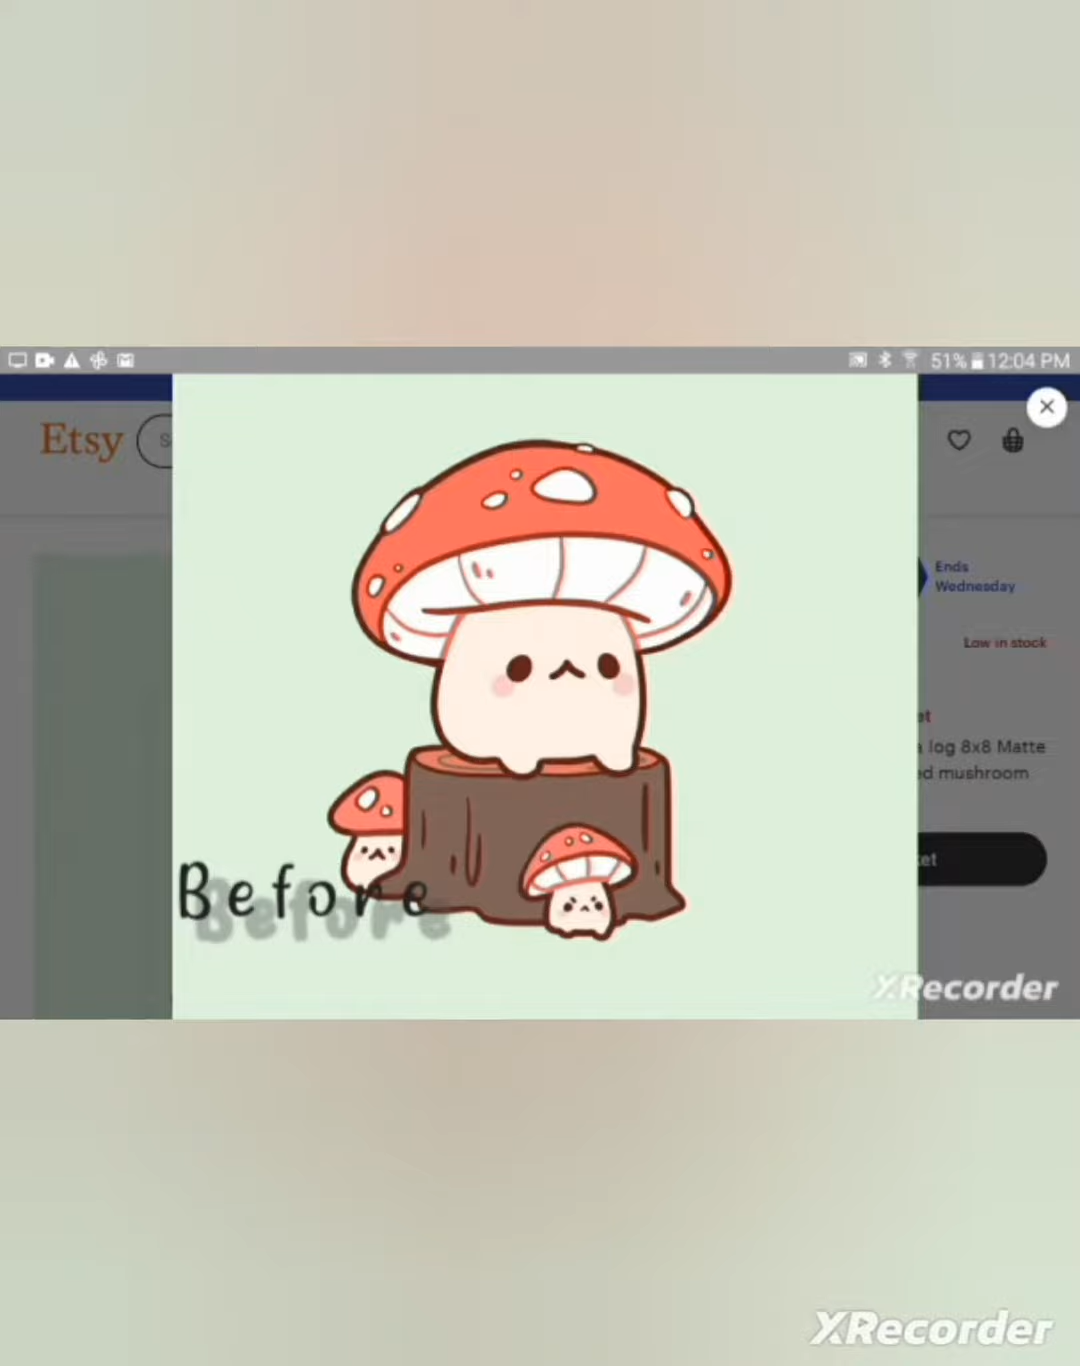 51% 12:04 PM
Etsy
Ends
Wednesday
Low in stock
log 8x8 Matte
mushroom
Before
XRecorder
XRecorder